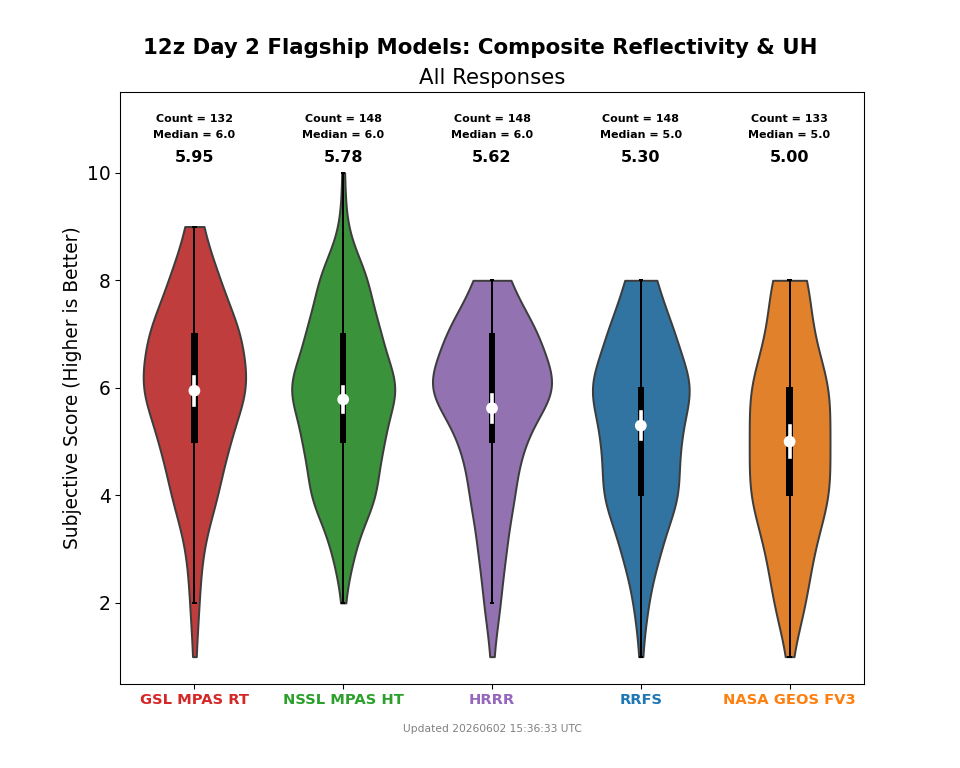 12z Day 2 Flagship Models: Composite Reflectivity & UH
All Responses
Count = 132
Median = 6.0
5.95
Count = 148
Median = 6.0
5.78
Count = 148
Median = 6.0
5.62
Count = 148
Median = 5.0
5.30
Count = 133
Median = 5.0
5.00
Subjective Score (Higher is Better)
10
8
6
4
2
GSL MPAS RT
NSSL MPAS HT
HRRR
RRFS
NASA GEOS FV3
Updated 20260602 15:36:33 UTC